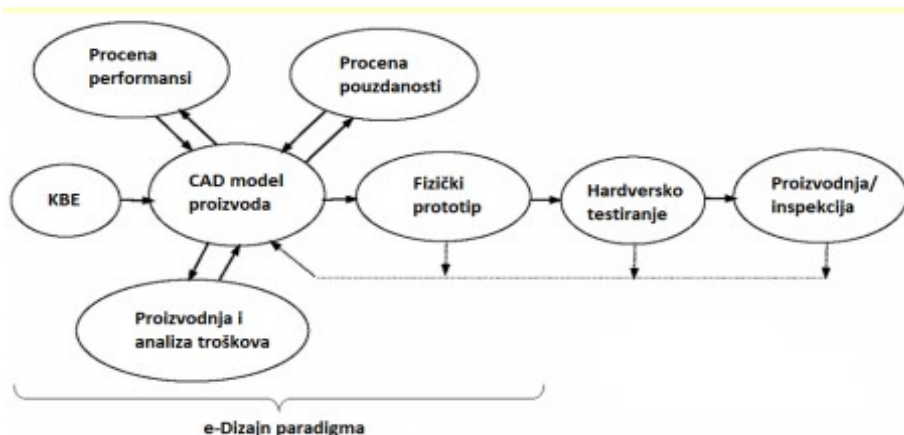 Procena
performansi
Procena
pouzdanosti
KBE
CAD model
proizvoda
Fizički
prototip
Hardversko
testiranje
Proizvodnja/
inspekcija
Proizvodnja i
analiza troškova
e-Dizajn paradigma